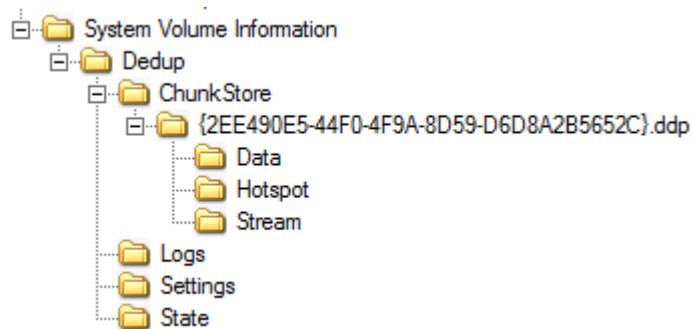 System Volume Information
Dedup
ChunkStore
{2EE490E5-44F0-4F9A-8D59-D6D8A2B5652C}.ddp
Data
Hotspot
Stream
Logs
Settings
State